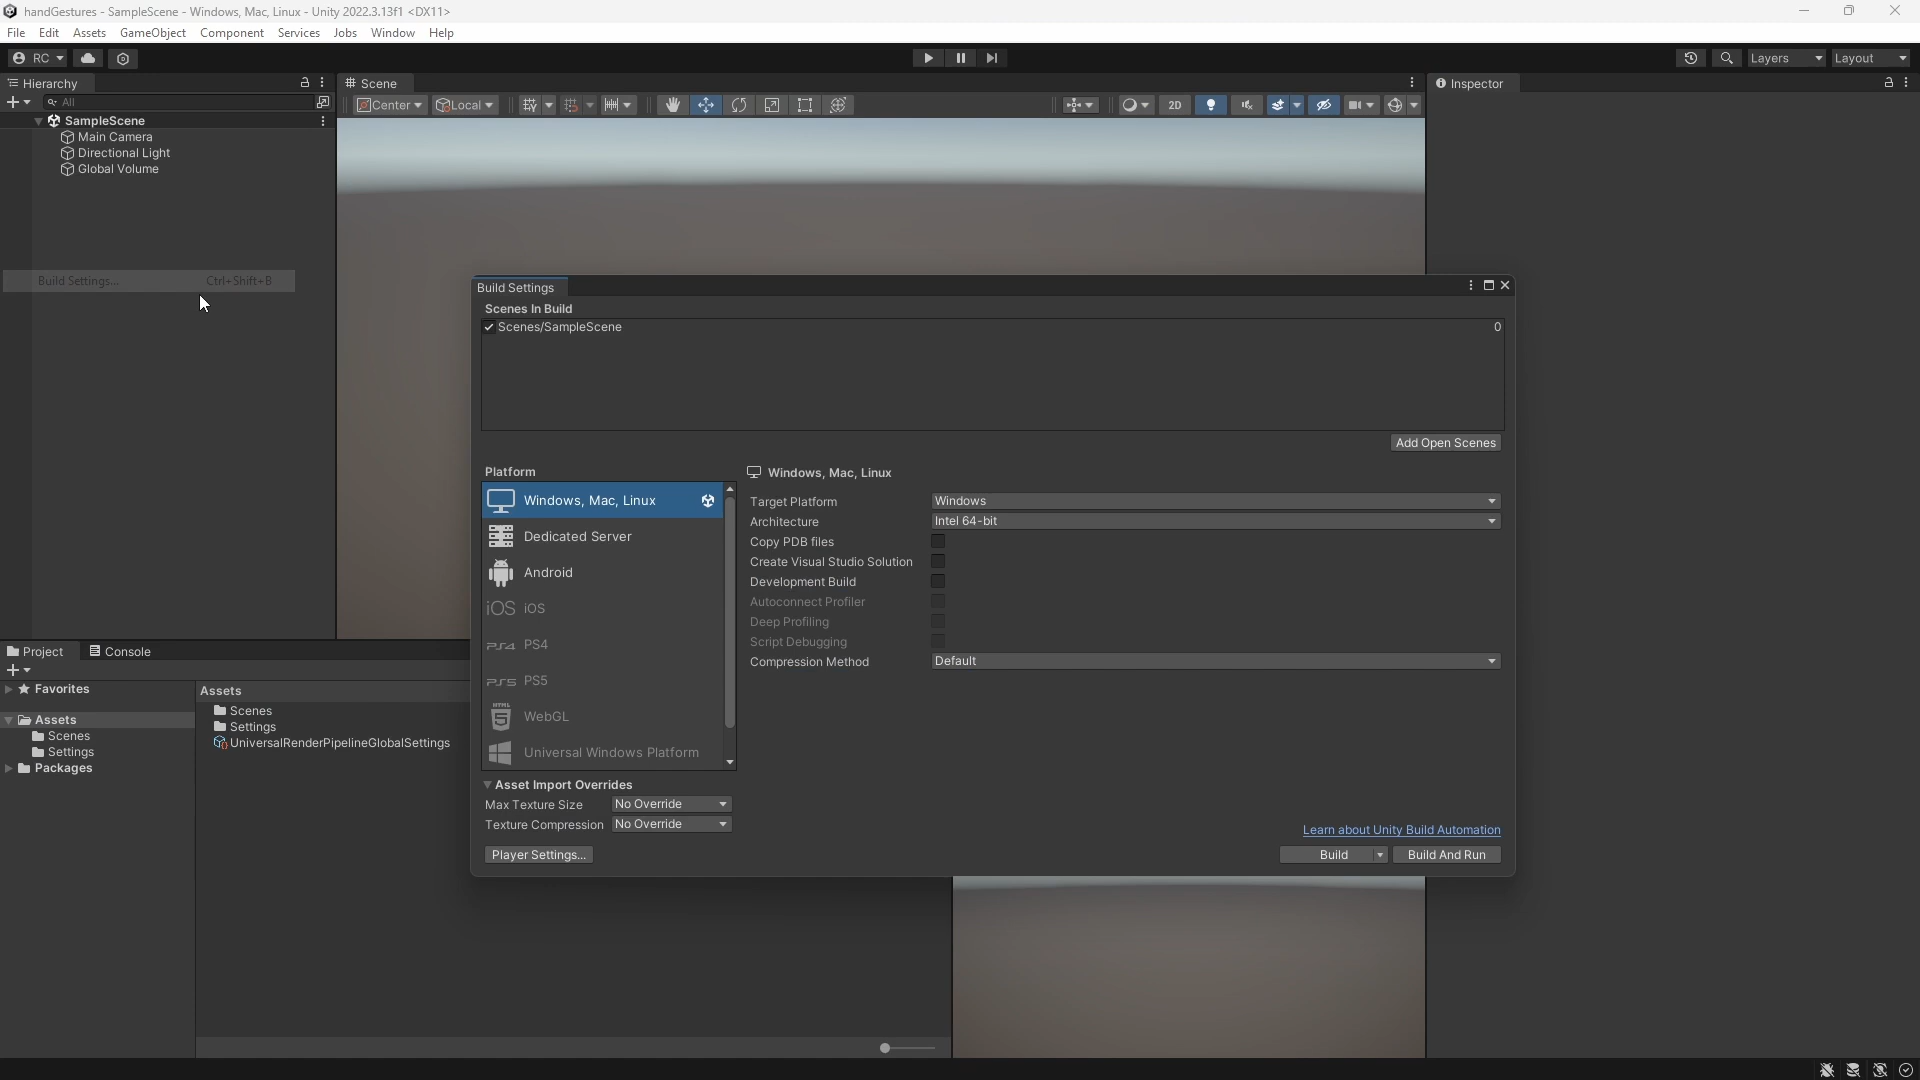 handGestures - SampleScene - Windows, Mac, Linux - Unity 2022.3.13f1 <DX11>
File Edit Assets GameObject Component Services Jobs Window Help
RC Layers Layout
Hierarchy Scene Inspector
All Center Local 2D
SampleScene
Main Camera
Directional Light
Global Volume
Build Settings... Ctrl+Shift+B
Build Settings
Scenes In Build
Scenes/SampleScene 0
Add Open Scenes
Platform Windows, Mac, Linux
Windows, Mac, Linux
Dedicated Server
Android
iOS iOS
PS4 PS4
PS5 PS5
HTML 5 WebGL
Universal Windows Platform
Target Platform Windows
Architecture Intel 64-bit
Copy PDB files
Create Visual Studio Solution
Development Build
Autoconnect Profiler
Deep Profiling
Script Debugging
Compression Method Default
Asset Import Overrides
Max Texture Size No Override
Texture Compression No Override
Learn about Unity Build Automation
Player Settings... Build Build And Run
Project Console
Favorites Assets
Assets
Scenes
Settings
Packages
Scenes
Settings
UniversalRenderPipelineGlobalSettings